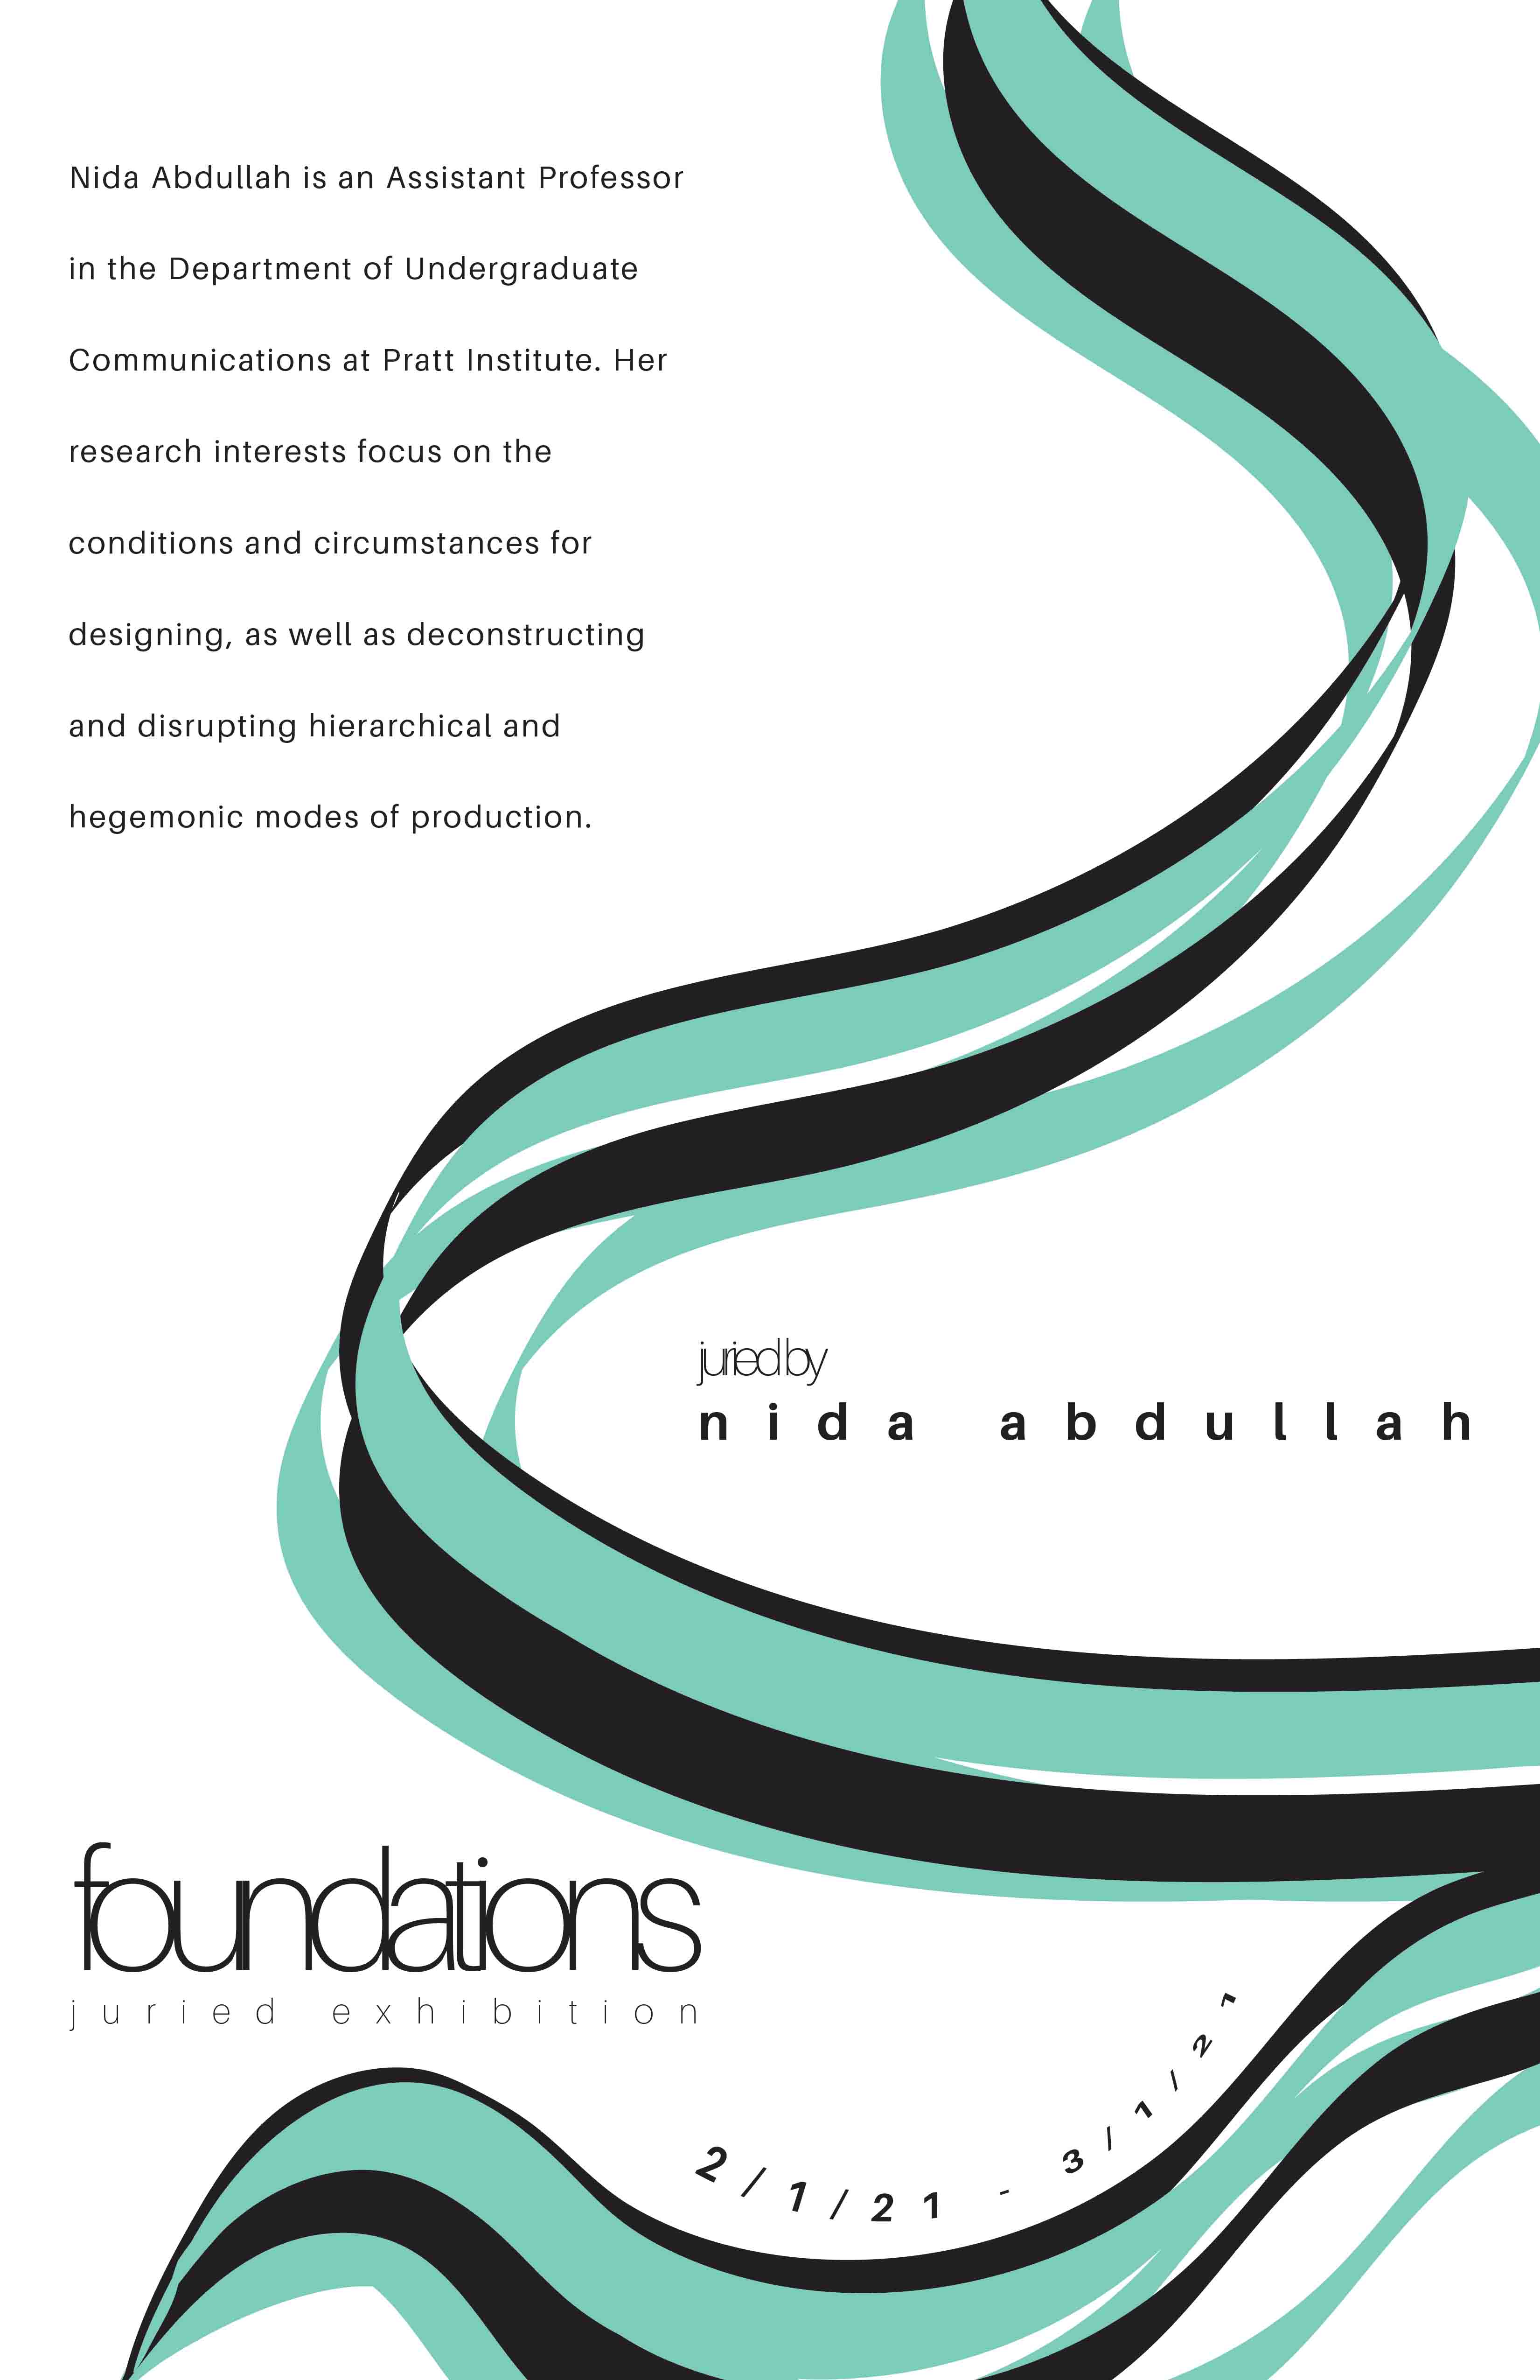 Nida Abdullah is an Assistant Professor
in the Department of Undergraduate
Communications at Pratt Institute. Her
research interests focus on the
conditions and circumstances for
designing, as well as deconstructing
and disrupting hierarchical and
hegemonic modes of production.
juried by
nida abdullah
foundations
juried exhibition
2/1/21 - 3/1/21